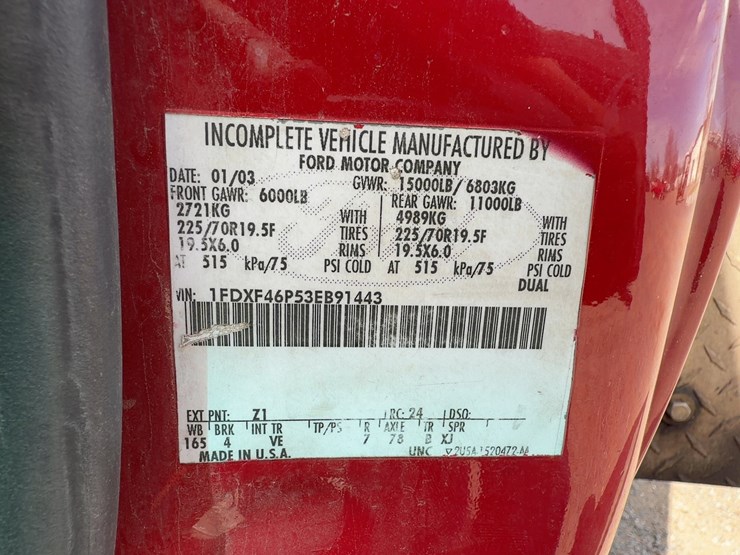 INCOMPLETE VEHICLE MANUFACTURED BY
FORD MOTOR COMPANY
DATE: 01/03 GVWR: 15000LB/ 6803KG
FRONT GAWR: 6000LB REAR GAWR: 11000LB
2721KG WITH 4989KG WITH
225/70R19.5F TIRES 225/70R19.5F TIRES
19.5X6.0 RIMS 19.5X6.0 RIMS
AT 515 kPa/75 PSI COLD AT 515 kPa/75 PSI COLD
DUAL
VIN: 1FDXF46P53EB91443
EXT PNT: Z1 RC: 24 DSO:
WB BRK INT TR TP/PS R AXLE TR SPR
165 4 VE 7 78 B XJ
MADE IN U.S.A. UNC